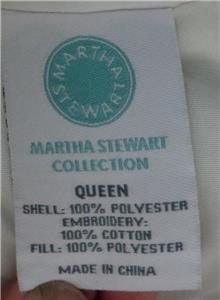 MARTHA
STEWART
MARTHA STEWART
COLLECTION
QUEEN
SHELL: 100% POLYESTER
EMBROIDERY:
100% COTTON
FILL: 100% POLYESTER
MADE IN CHINA